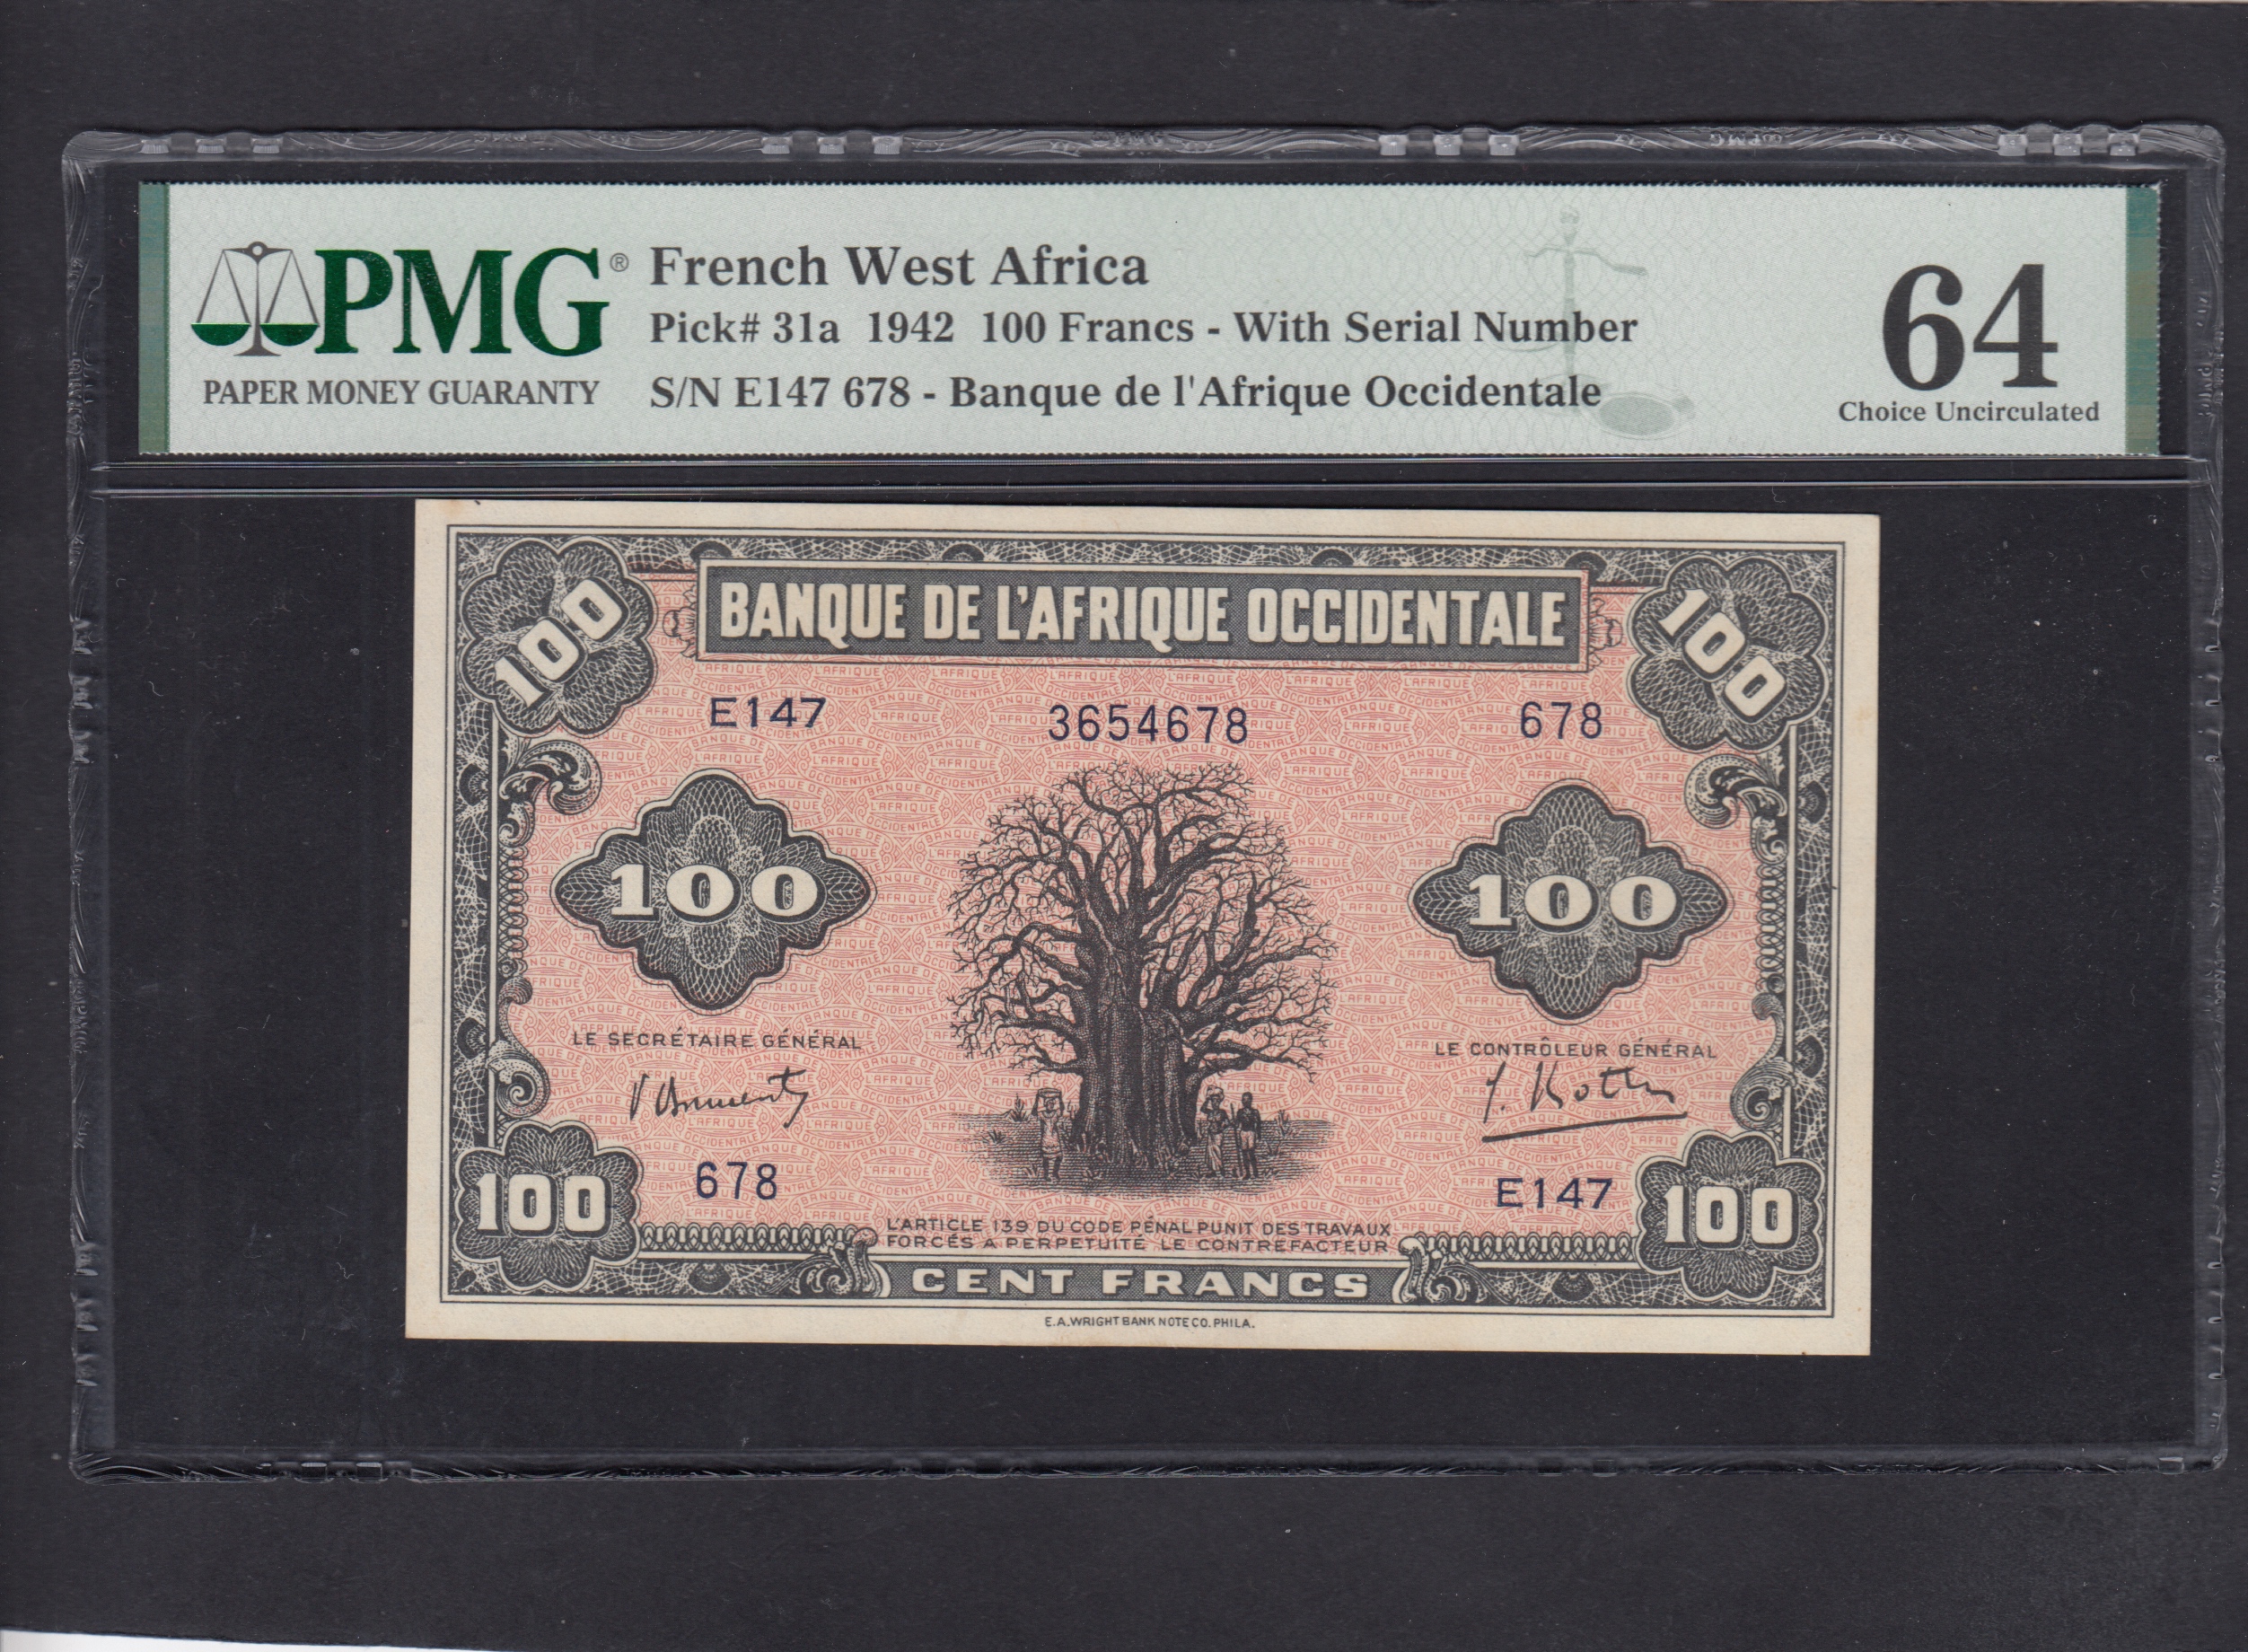 PMG®
PAPER MONEY GUARANTY
French West Africa
Pick# 31a 1942 100 Francs - With Serial Number
S/N E147 678 - Banque de l'Afrique Occidentale
64
Choice Uncirculated
100
BANQUE DE L'AFRIQUE OCCIDENTALE
100
E147
3654678
678
100
100
LE SECRÉTAIRE GÉNÉRAL
LE CONTRÔLEUR GÉNÉRAL
678
E147
100
100
L'ARTICLE 139 DU CODE PÉNAL PUNIT DES TRAVAUX
FORCÉS A PERPETUITÉ LE CONTREFACTEUR
CENT FRANCS
E.A.WRIGHT BANK NOTE CO. PHILA.